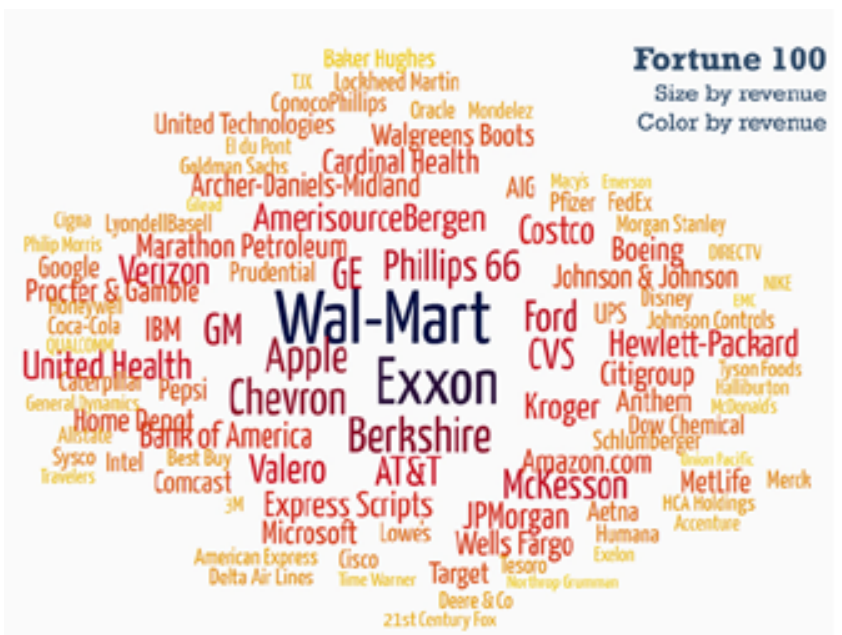 Fortune 100
Size by revenue
Color by revenue
Baker Hughes
TJX Lockheed Martin
ConocoPhillips Oracle Mondelez
United Technologies Walgreens Boots
El du Pont
Goldman Sachs Cardinal Health
Archer-Daniels-Midland AIG Macy's Emerson
Gilead Pfizer FedEx
Cigna LyondellBasell AmerisourceBergen Costco Morgan Stanley
Philip Morris Marathon Petroleum Boeing DIRECTV
Google Verizon Prudential GE Phillips 66 Johnson & Johnson NIKE
Procter & Gamble Disney EMC
Honeywell Wal-Mart Ford UPS Johnson Controls
Coca-Cola IBM GM
QUALCOMM Apple CVS Hewlett-Packard
United Health Citigroup Tyson Foods
Caterpillar Pepsi Exxon Halliburton
General Dynamics Chevron Kroger Anthem McDonald's
Home Depot Dow Chemical
Allstate Bank of America Berkshire Schlumberger
Sysco Intel Best Buy Valero AT&T Amazon.com Union Pacific
Travelers Comcast McKesson MetLife Merck
3M Express Scripts JPMorgan Aetna HCA Holdings
Microsoft Lowe's Humana Accenture
American Express Cisco Wells Fargo Exelon
Delta Air Lines Time Warner Target Tesoro Northrop Grumman
Deere & Co
21st Century Fox